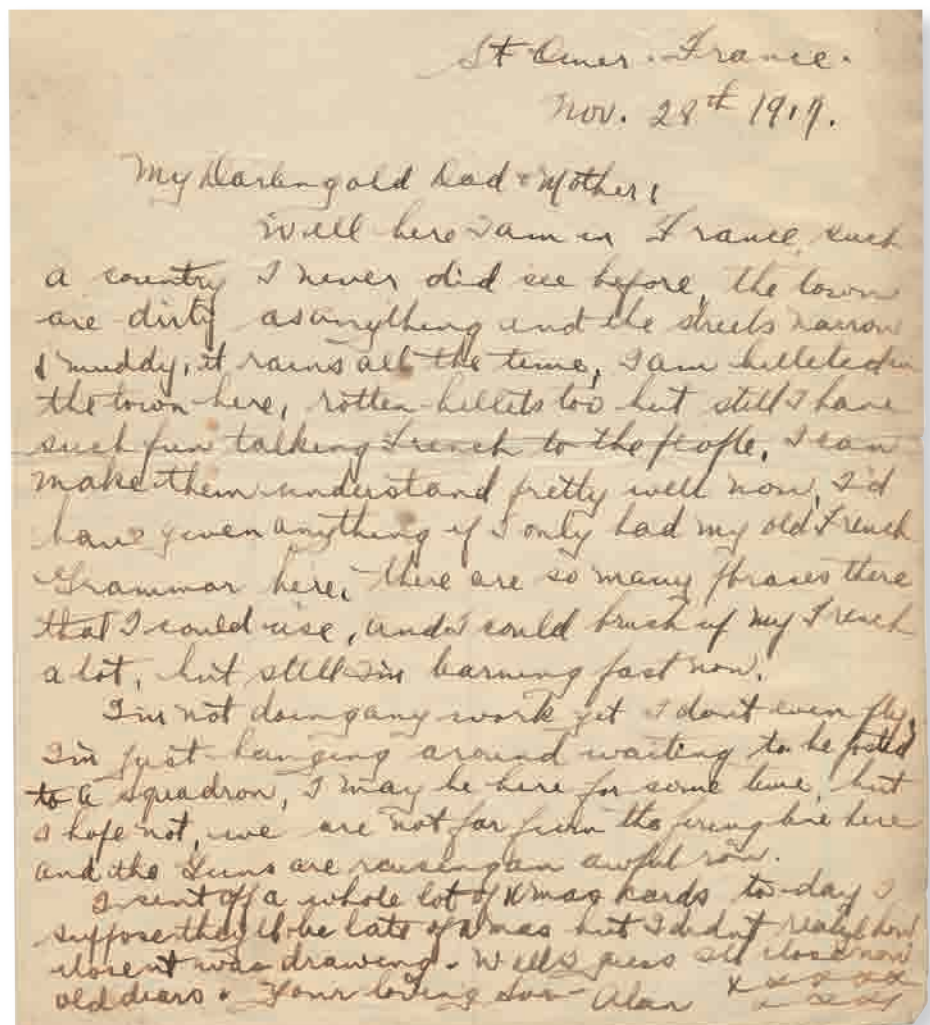 St Omer. France.
Nov. 28th 1917.
My Darling old Dad & Mother;
Well here I am in France, such
a country I never did see before, the town
are dirty as anything and the streets narrow
& muddy, it rains all the time, I am billeted in
the town here, rotten billets too but still I have
such fun talking French to the people, I can
make them understand pretty well now, I'd
have given anything if I only had my old French
Grammar here, there are so many phrases there
that I could use, and I could brush up my French
a lot, but still I'm learning fast now.
I'm not doing any work yet I don't even fly,
I'm just hanging around waiting to be posted
to a squadron, I may be here for some time, but
I hope not, we are not far from the firing line here
and the Guns are raising an awful row.
I sent off a whole lot of Xmas kards to-day I
suppose they'll be late for Xmas but I didn't realize how
close it was drawing. Well I guess I'll close now
old dears. Your loving Son Alan x x x x x
x x x x